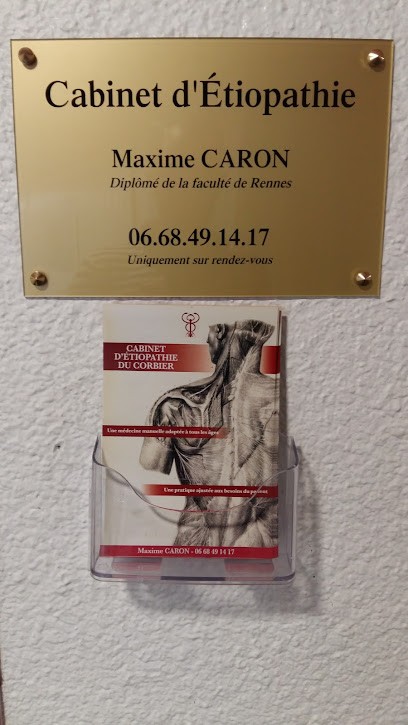 Cabinet d'Étiopathie
Maxime CARON
Diplômé de la faculté de Rennes
06.68.49.14.17
Uniquement sur rendez-vous
CABINET
D'ÉTIOPATHIE
DU CORBIER
Une médecine manuelle adaptée à tous les âges
Une pratique ajustée aux besoins du patient
Maxime CARON - 06 68 49 14 17